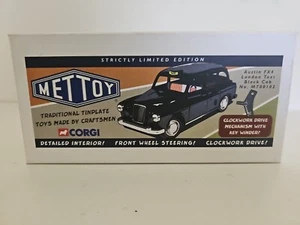 STRICTLY LIMITED EDITION
METTOY
Austin FX4
London Taxi
Black Cab
TRADITIONAL TINPLATE
TOYS MADE BY CRAFTSMEN
CORGI
CLOCKWORK DRIVE
MECHANISM WITH
KEY WINDER!
DETAILED INTERIOR! FRONT WHEEL STEERING! CLOCKWORK DRIVE!